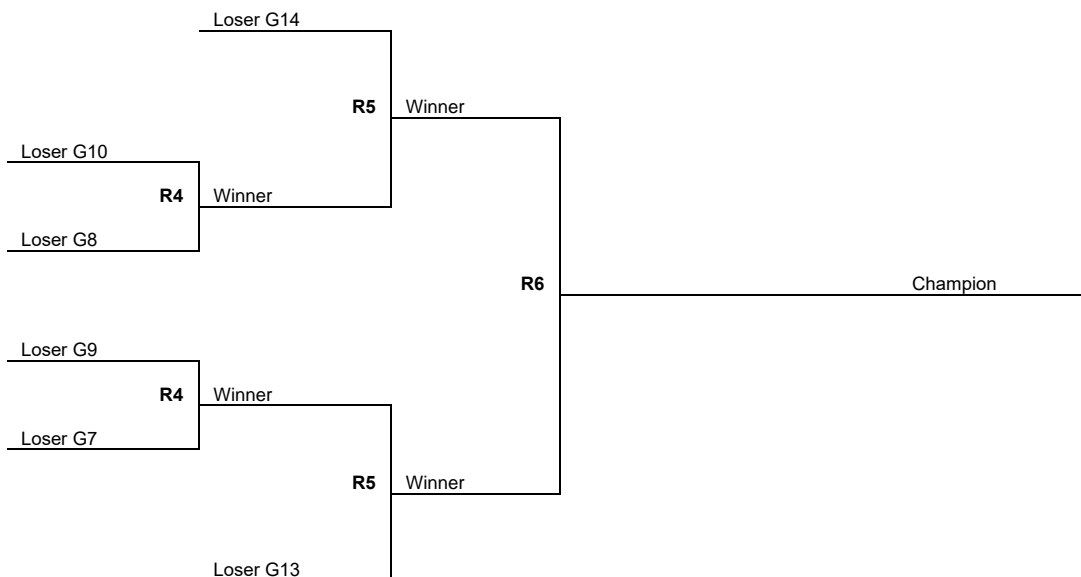 Loser G14
R5 Winner
Loser G10
R4 Winner
Loser G8
R6 Champion
Loser G9
R4 Winner
Loser G7
R5 Winner
Loser G13